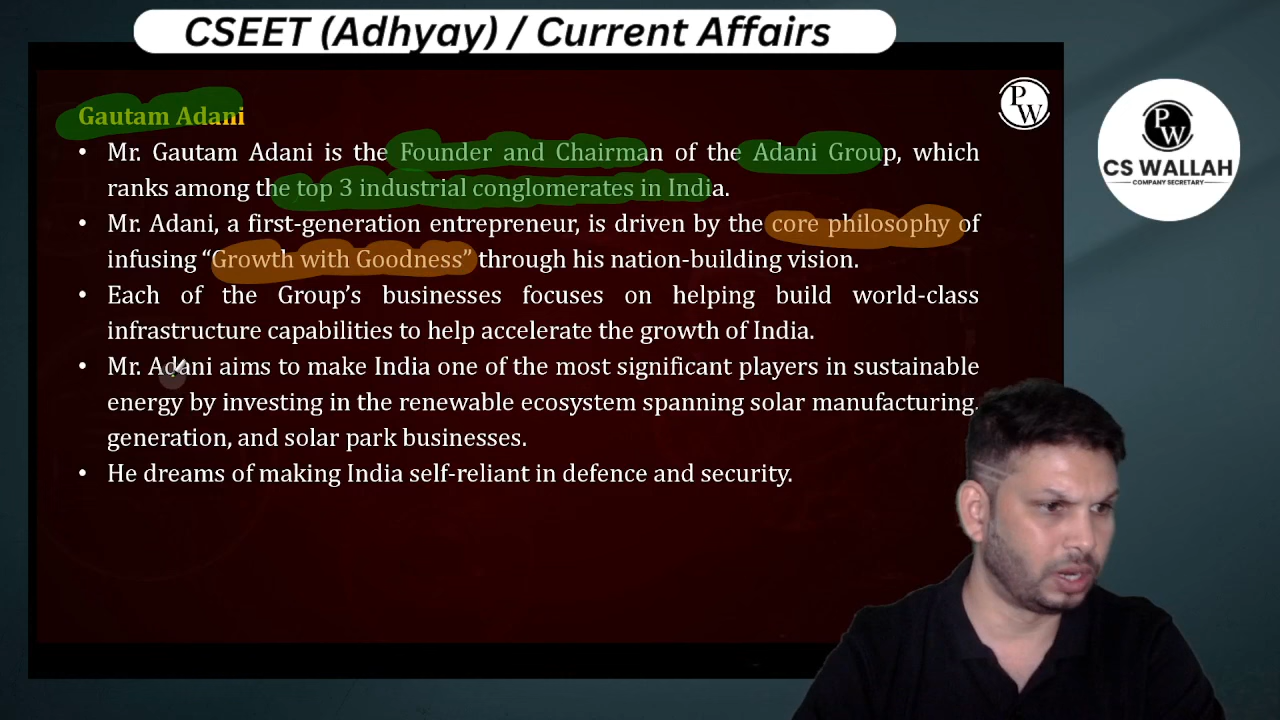 CSEET (Adhyay) / Current Affairs
Gautam Adani
• Mr. Gautam Adani is the Founder and Chairman of the Adani Group, which
ranks among the top 3 industrial conglomerates in India.
• Mr. Adani, a first-generation entrepreneur, is driven by the core philosophy of
infusing “Growth with Goodness” through his nation-building vision.
• Each of the Group’s businesses focuses on helping build world-class
infrastructure capabilities to help accelerate the growth of India.
• Mr. Adani aims to make India one of the most significant players in sustainable
energy by investing in the renewable ecosystem spanning solar manufacturing,
generation, and solar park businesses.
• He dreams of making India self-reliant in defence and security.
PW
PW
CS WALLAH
COMPANY SECRETARY